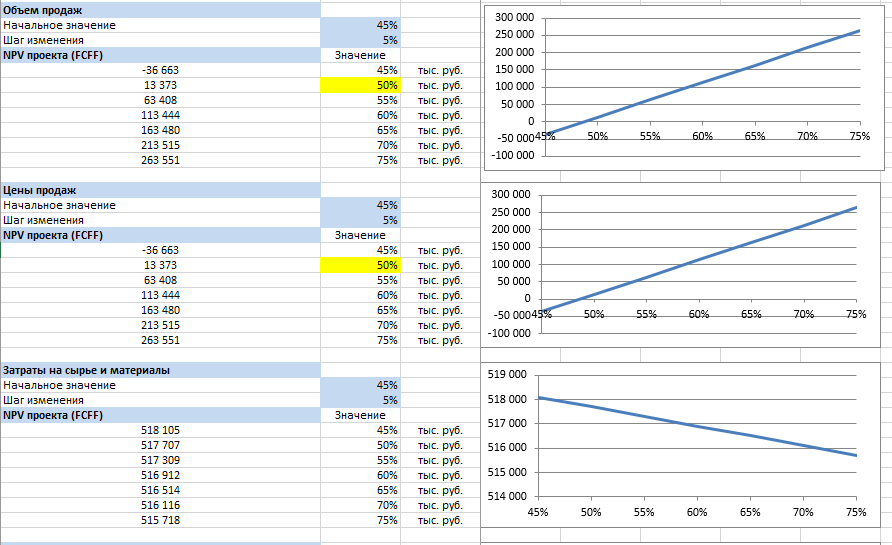 Объем продаж
Начальное значение 45%
Шаг изменения 5%
NPV проекта (FCFF) Значение
-36 663 45% тыс. руб.
13 373 50% тыс. руб.
63 408 55% тыс. руб.
113 444 60% тыс. руб.
163 480 65% тыс. руб.
213 515 70% тыс. руб.
263 551 75% тыс. руб.
300 000
250 000
200 000
150 000
100 000
50 000
0
-50 000
-100 000
45% 50% 55% 60% 65% 70% 75%
Цены продаж
Начальное значение 45%
Шаг изменения 5%
NPV проекта (FCFF) Значение
-36 663 45% тыс. руб.
13 373 50% тыс. руб.
63 408 55% тыс. руб.
113 444 60% тыс. руб.
163 480 65% тыс. руб.
213 515 70% тыс. руб.
263 551 75% тыс. руб.
300 000
250 000
200 000
150 000
100 000
50 000
0
-50 000
-100 000
45% 50% 55% 60% 65% 70% 75%
Затраты на сырье и материалы
Начальное значение 45%
Шаг изменения 5%
NPV проекта (FCFF) Значение
518 105 45% тыс. руб.
517 707 50% тыс. руб.
517 309 55% тыс. руб.
516 912 60% тыс. руб.
516 514 65% тыс. руб.
516 116 70% тыс. руб.
515 718 75% тыс. руб.
519 000
518 000
517 000
516 000
515 000
514 000
45% 50% 55% 60% 65% 70% 75%